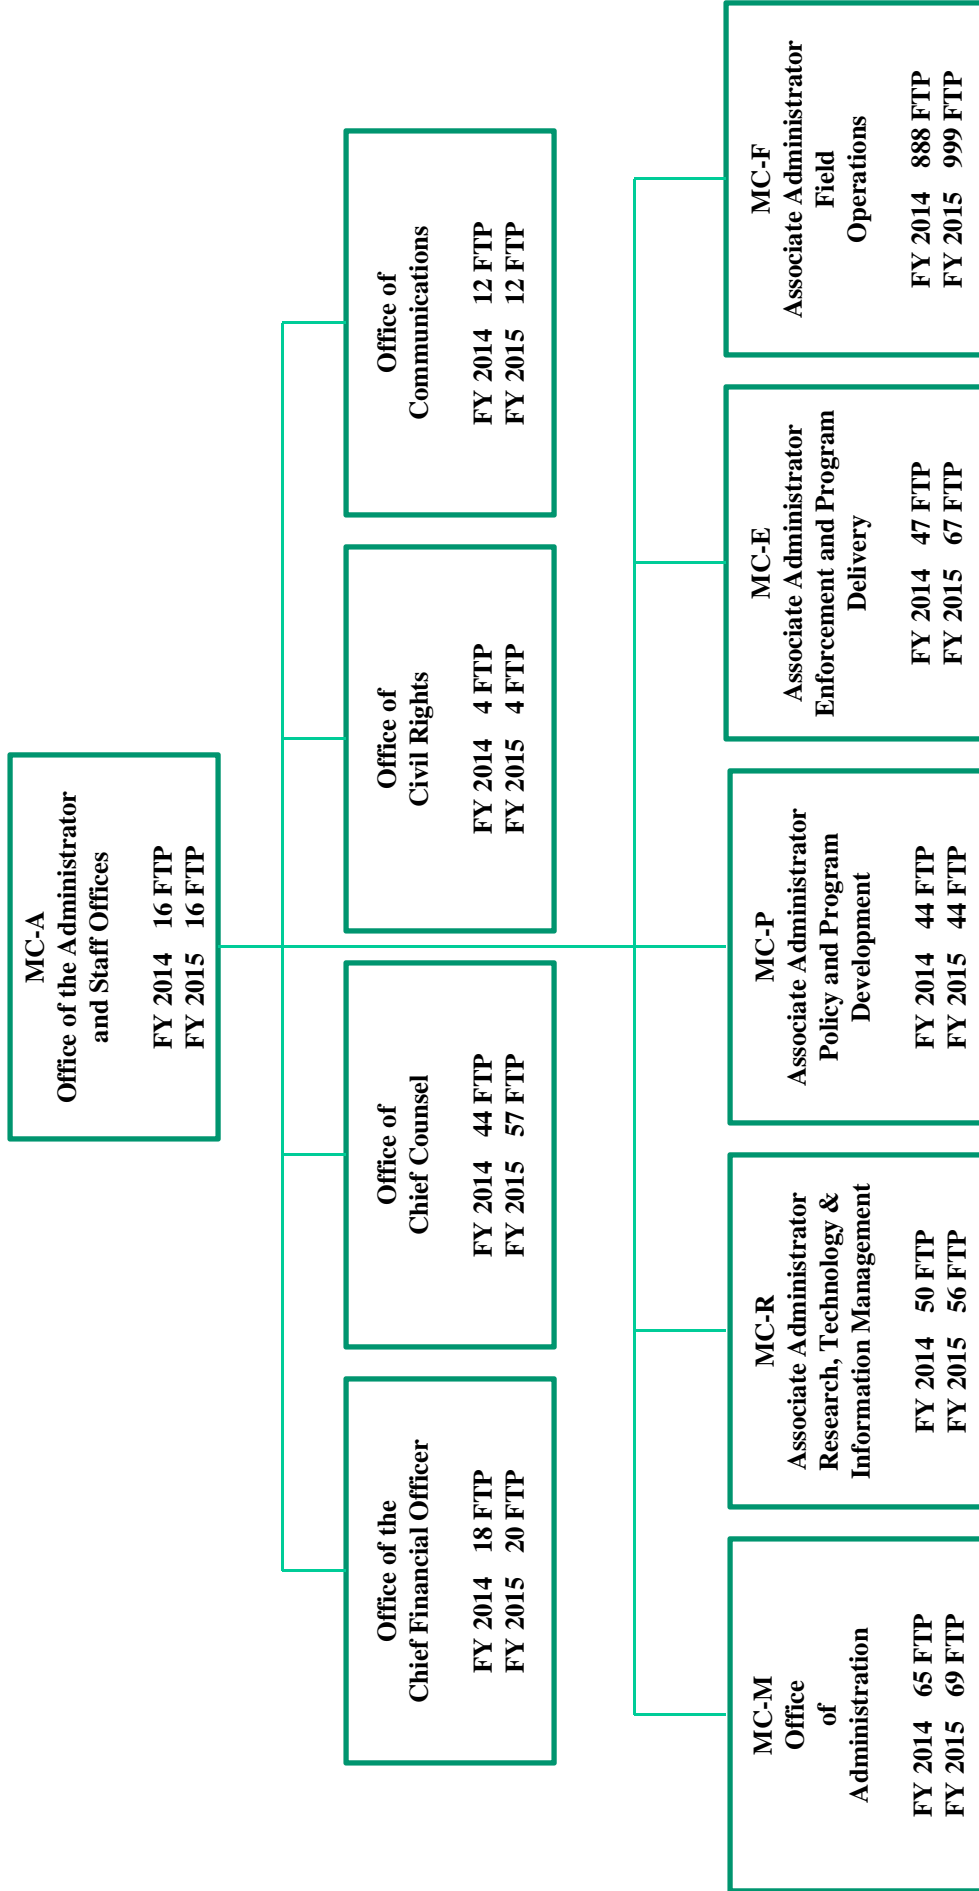 MC-A
Office of the Administrator
and Staff Offices
FY 2014 16 FTP
FY 2015 16 FTP
Office of the
Chief Financial Officer
FY 2014 18 FTP
FY 2015 20 FTP
Office of
Chief Counsel
FY 2014 44 FTP
FY 2015 57 FTP
Office of
Civil Rights
FY 2014 4 FTP
FY 2015 4 FTP
Office of
Communications
FY 2014 12 FTP
FY 2015 12 FTP
MC-M
Office
of
Administration
FY 2014 65 FTP
FY 2015 69 FTP
MC-R
Associate Administrator
Research, Technology &
Information Management
FY 2014 50 FTP
FY 2015 56 FTP
MC-P
Associate Administrator
Policy and Program
Development
FY 2014 44 FTP
FY 2015 44 FTP
MC-E
Associate Administrator
Enforcement and Program
Delivery
FY 2014 47 FTP
FY 2015 67 FTP
MC-F
Associate Administrator
Field
Operations
FY 2014 888 FTP
FY 2015 999 FTP